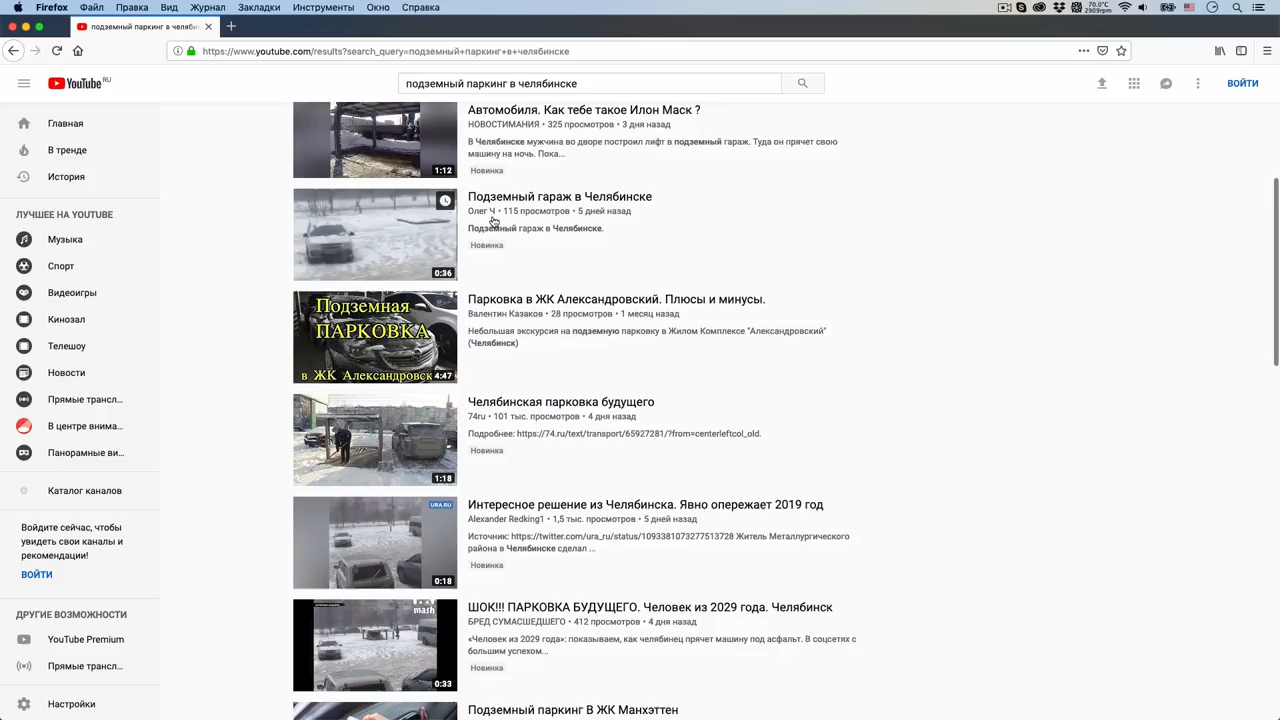 Firefox Файл Правка Вид Журнал Закладки Инструменты Окно Справка
70.0°C
2909rpm
подземный паркинг в челябин
https://www.youtube.com/results?search_query=подземный+паркинг+в+челябинске
YouTube RU
подземный паркинг в челябинске
ВОЙТИ
Главная
В тренде
История
ЛУЧШЕЕ НА YOUTUBE
Музыка
Спорт
Видеоигры
Кинозал
Телешоу
Новости
Прямые трансл...
В центре внима...
Панорамные ви...
Каталог каналов
Войдите сейчас, чтобы
увидеть свои каналы и
рекомендации!
ВОЙТИ
ДРУГИЕ ВОЗМОЖНОСТИ
YouTube Premium
Прямые трансл...
Настройки
1:12
Автомобиля. Как тебе такое Илон Маск ?
НОВОСТИМАНИЯ • 325 просмотров • 3 дня назад
В Челябинске мужчина во дворе построил лифт в подземный гараж. Туда он прячет свою
машину на ночь. Пока...
Новинка
0:36
Подземный гараж в Челябинске
Олег Ч • 115 просмотров • 5 дней назад
Подземный гараж в Челябинске.
Новинка
Подземная
ПАРКОВКА
в ЖК Александровск
4:47
Парковка в ЖК Александровский. Плюсы и минусы.
Валентин Казаков • 28 просмотров • 1 месяц назад
Небольшая экскурсия на подземную парковку в Жилом Комплексе "Александровский"
(Челябинск)
1:18
Челябинская парковка будущего
74ru • 101 тыс. просмотров • 4 дня назад
Подробнее: https://74.ru/text/transport/65927281/?from=centerleftcol_old.
Новинка
URA.RU
0:18
Интересное решение из Челябинска. Явно опережает 2019 год
Alexander Redking1 • 1,5 тыс. просмотров • 5 дней назад
Источник: https://twitter.com/ura_ru/status/1093381073277513728 Житель Металлургического
района в Челябинске сделал ...
Новинка
mash
0:33
ШОК!!! ПАРКОВКА БУДУЩЕГО. Человек из 2029 года. Челябинск
БРЕД СУМАСШЕДШЕГО • 412 просмотров • 4 дня назад
«Человек из 2029 года»: показываем, как челябинец прячет машину под асфальт. В соцсетях с
большим успехом...
Новинка
Подземный паркинг В ЖК Манхэттен